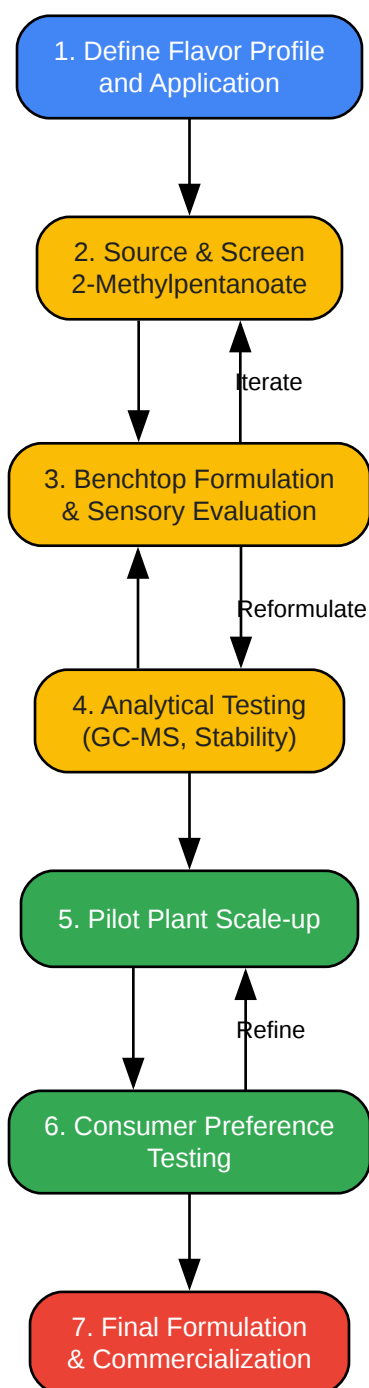 1. Define Flavor Profile
and Application
2. Source & Screen
2-Methylpentanoate
Iterate
3. Benchtop Formulation
& Sensory Evaluation
Reformulate
4. Analytical Testing
(GC-MS, Stability)
5. Pilot Plant Scale-up
Refine
6. Consumer Preference
Testing
7. Final Formulation
& Commercialization